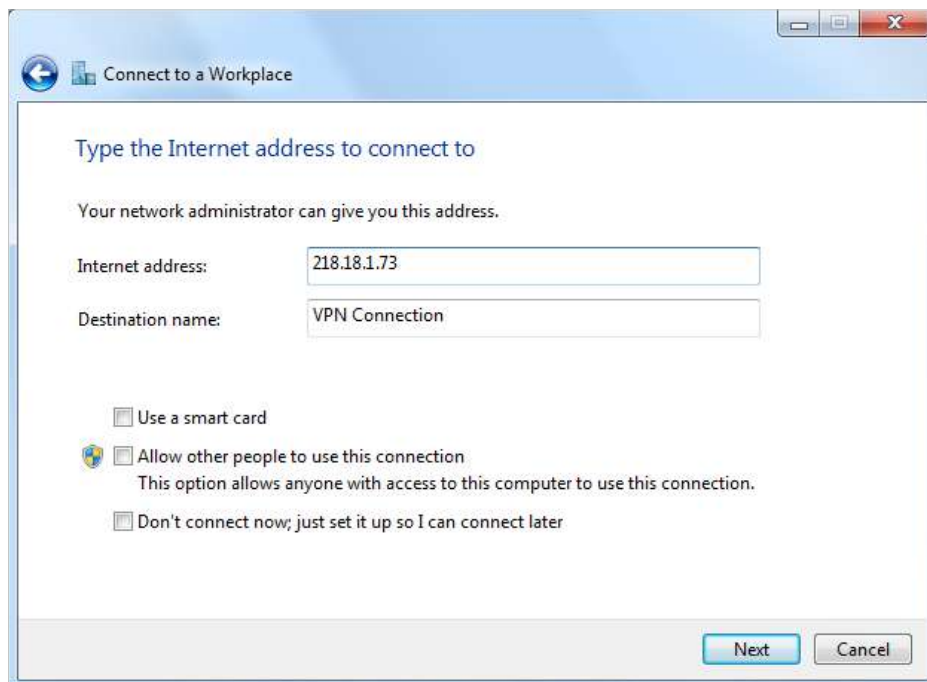 Connect to a Workplace
Type the Internet address to connect to
Your network administrator can give you this address.
Internet address: 218.18.1.73
Destination name: VPN Connection
Use a smart card
Allow other people to use this connection
This option allows anyone with access to this computer to use this connection.
Don't connect now; just set it up so I can connect later
Next Cancel